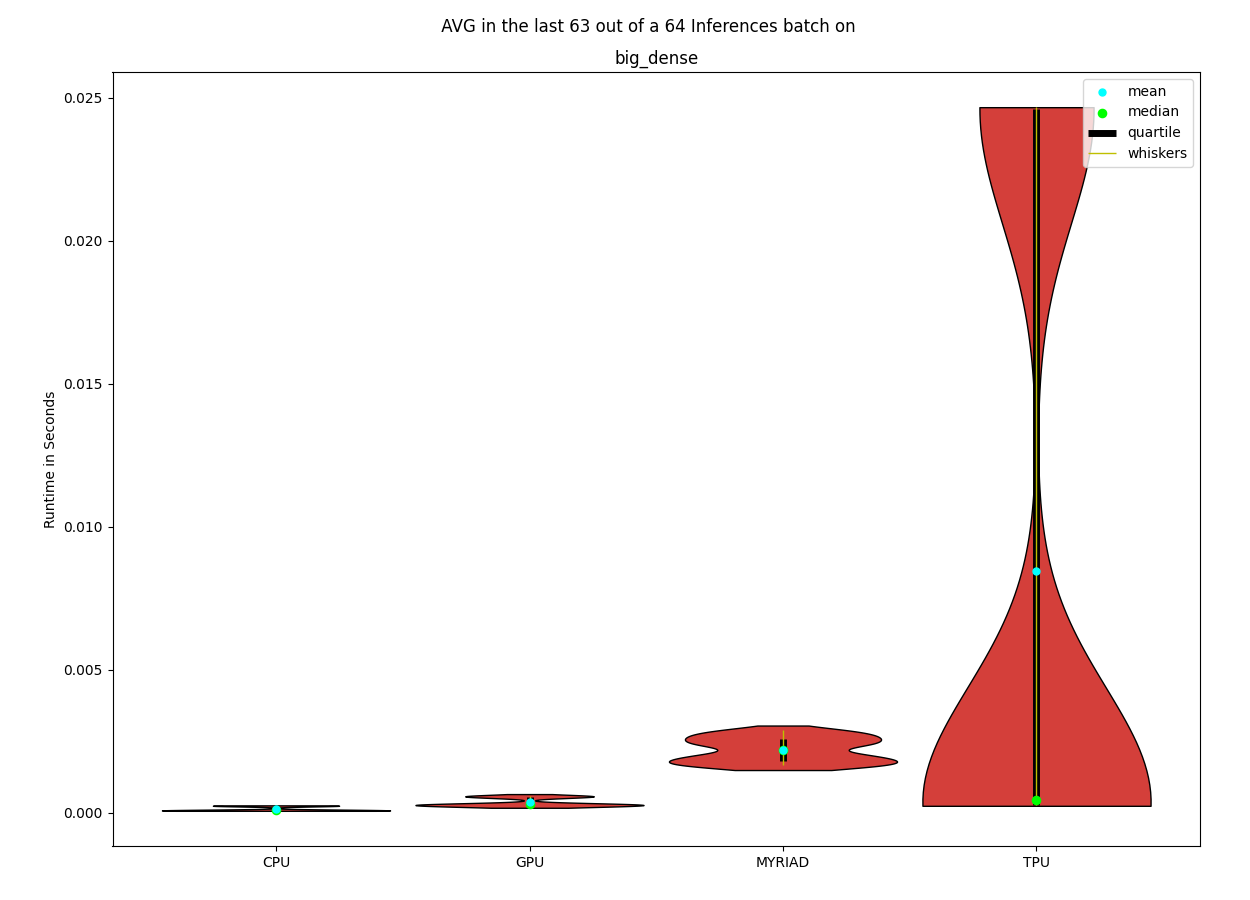 AVG in the last 63 out of a 64 Inferences batch on
big_dense
mean
median
quartile
whiskers
Runtime in Seconds
0.025
0.020
0.015
0.010
0.005
0.000
CPU
GPU
MYRIAD
TPU